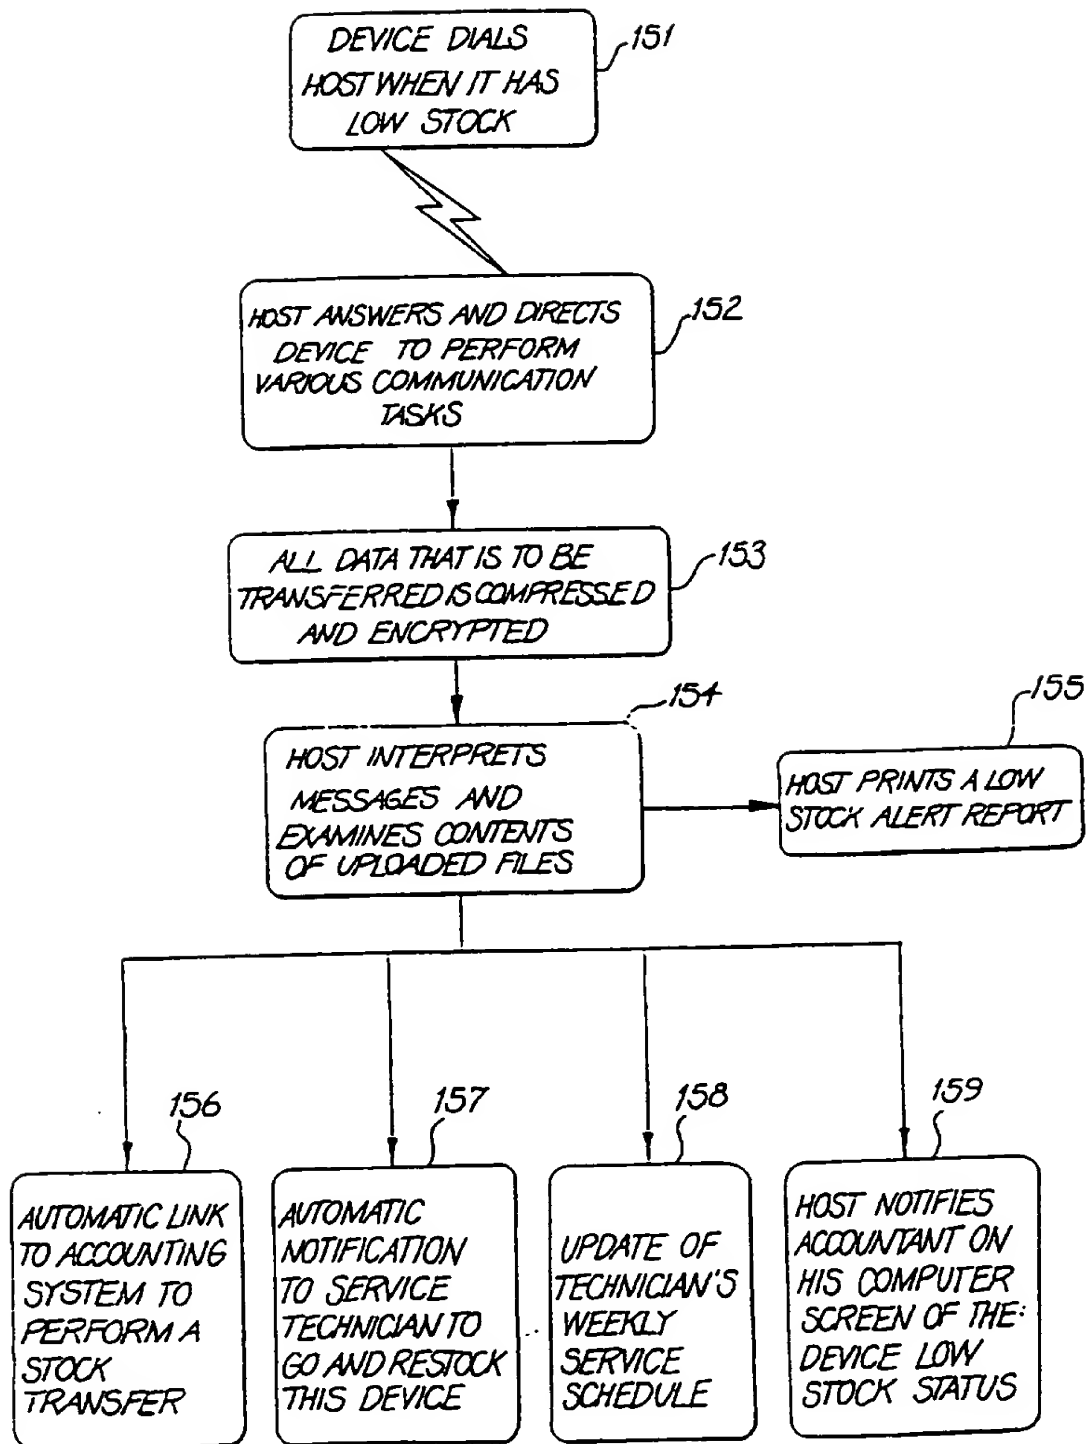 DEVICE DIALS
HOST WHEN IT HAS
LOW STOCK
151
HOST ANSWERS AND DIRECTS
DEVICE TO PERFORM
VARIOUS COMMUNICATION
TASKS
152
ALL DATA THAT IS TO BE
TRANSFERRED IS COMPRESSED
AND ENCRYPTED
153
HOST INTERPRETS
MESSAGES AND
EXAMINES CONTENTS
OF UPLOADED FILES
154
HOST PRINTS A LOW
STOCK ALERT REPORT
155
AUTOMATIC LINK
TO ACCOUNTING
SYSTEM TO
PERFORM A
STOCK
TRANSFER
156
AUTOMATIC
NOTIFICATION
TO SERVICE
TECHNICIAN TO
GO AND RESTOCK
THIS DEVICE
157
UPDATE OF
TECHNICIAN'S
WEEKLY
SERVICE
SCHEDULE
158
HOST NOTIFIES
ACCOUNTANT ON
HIS COMPUTER
SCREEN OF THE
DEVICE LOW
STOCK STATUS
159